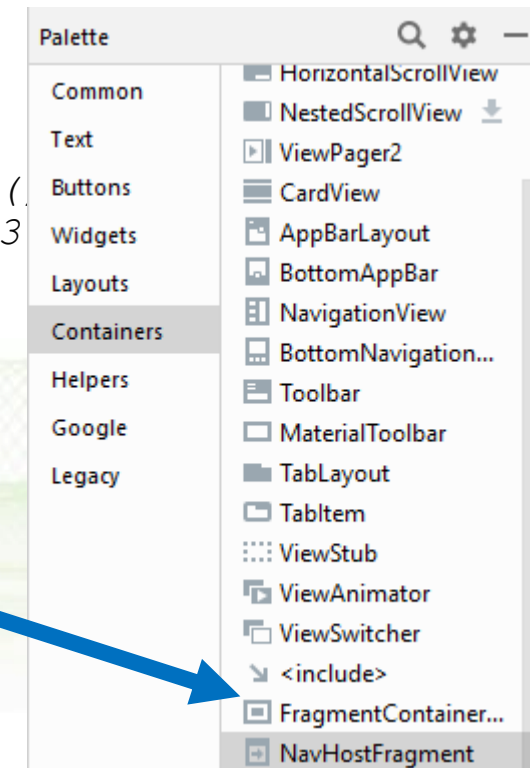 Palette
Common
Text
Buttons
Widgets
Layouts
Containers
Helpers
Google
Legacy
(
3
HorizontalScrollView
NestedScrollView
ViewPager2
CardView
AppBarLayout
BottomAppBar
NavigationView
BottomNavigation...
Toolbar
MaterialToolbar
TabLayout
TabItem
ViewStub
ViewAnimator
ViewSwitcher
<include>
FragmentContainer...
NavHostFragment